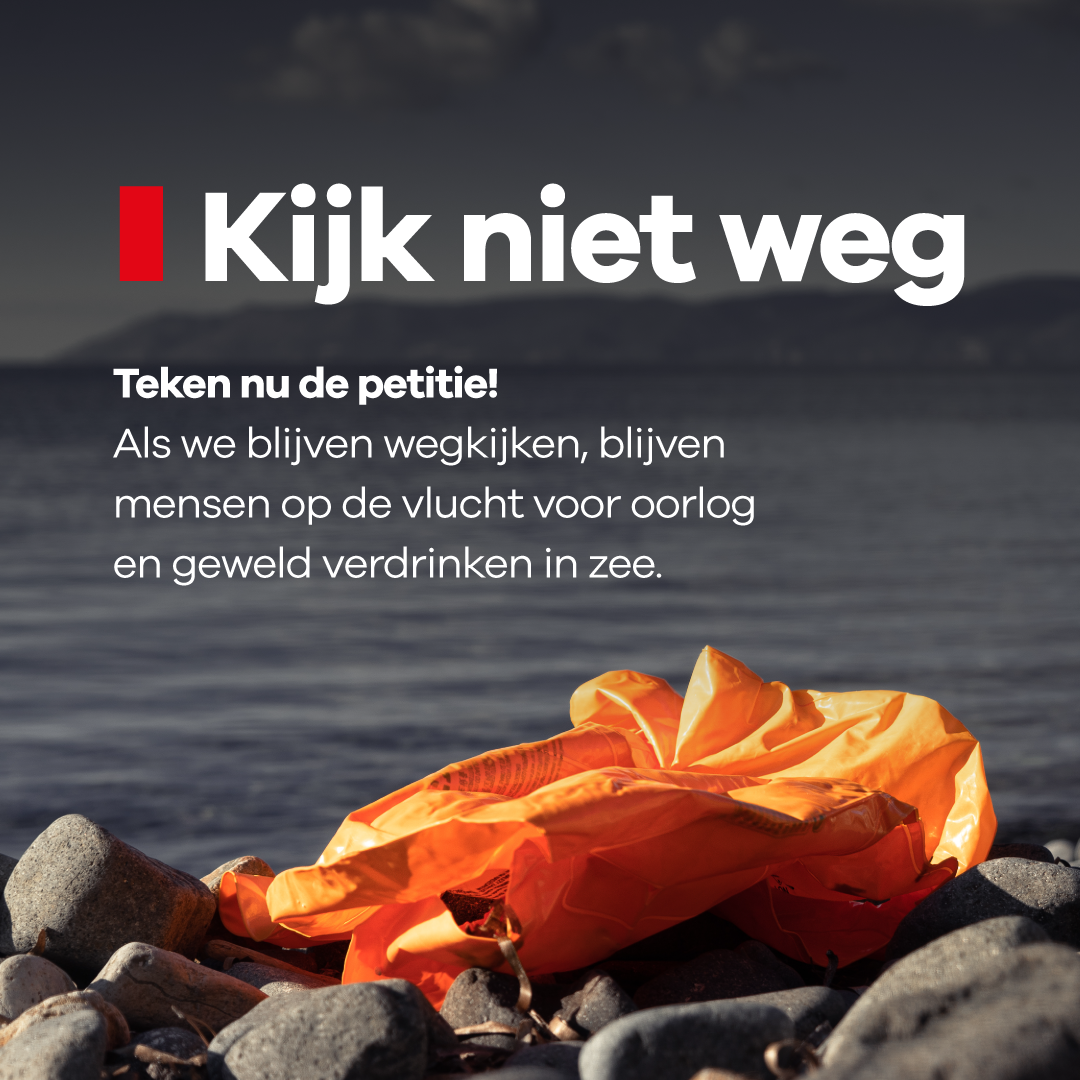 Kijk niet weg
Teken nu de petitie!
Als we blijven wegkijken, blijven
mensen op de vlucht voor oorlog
en geweld verdrinken in zee.